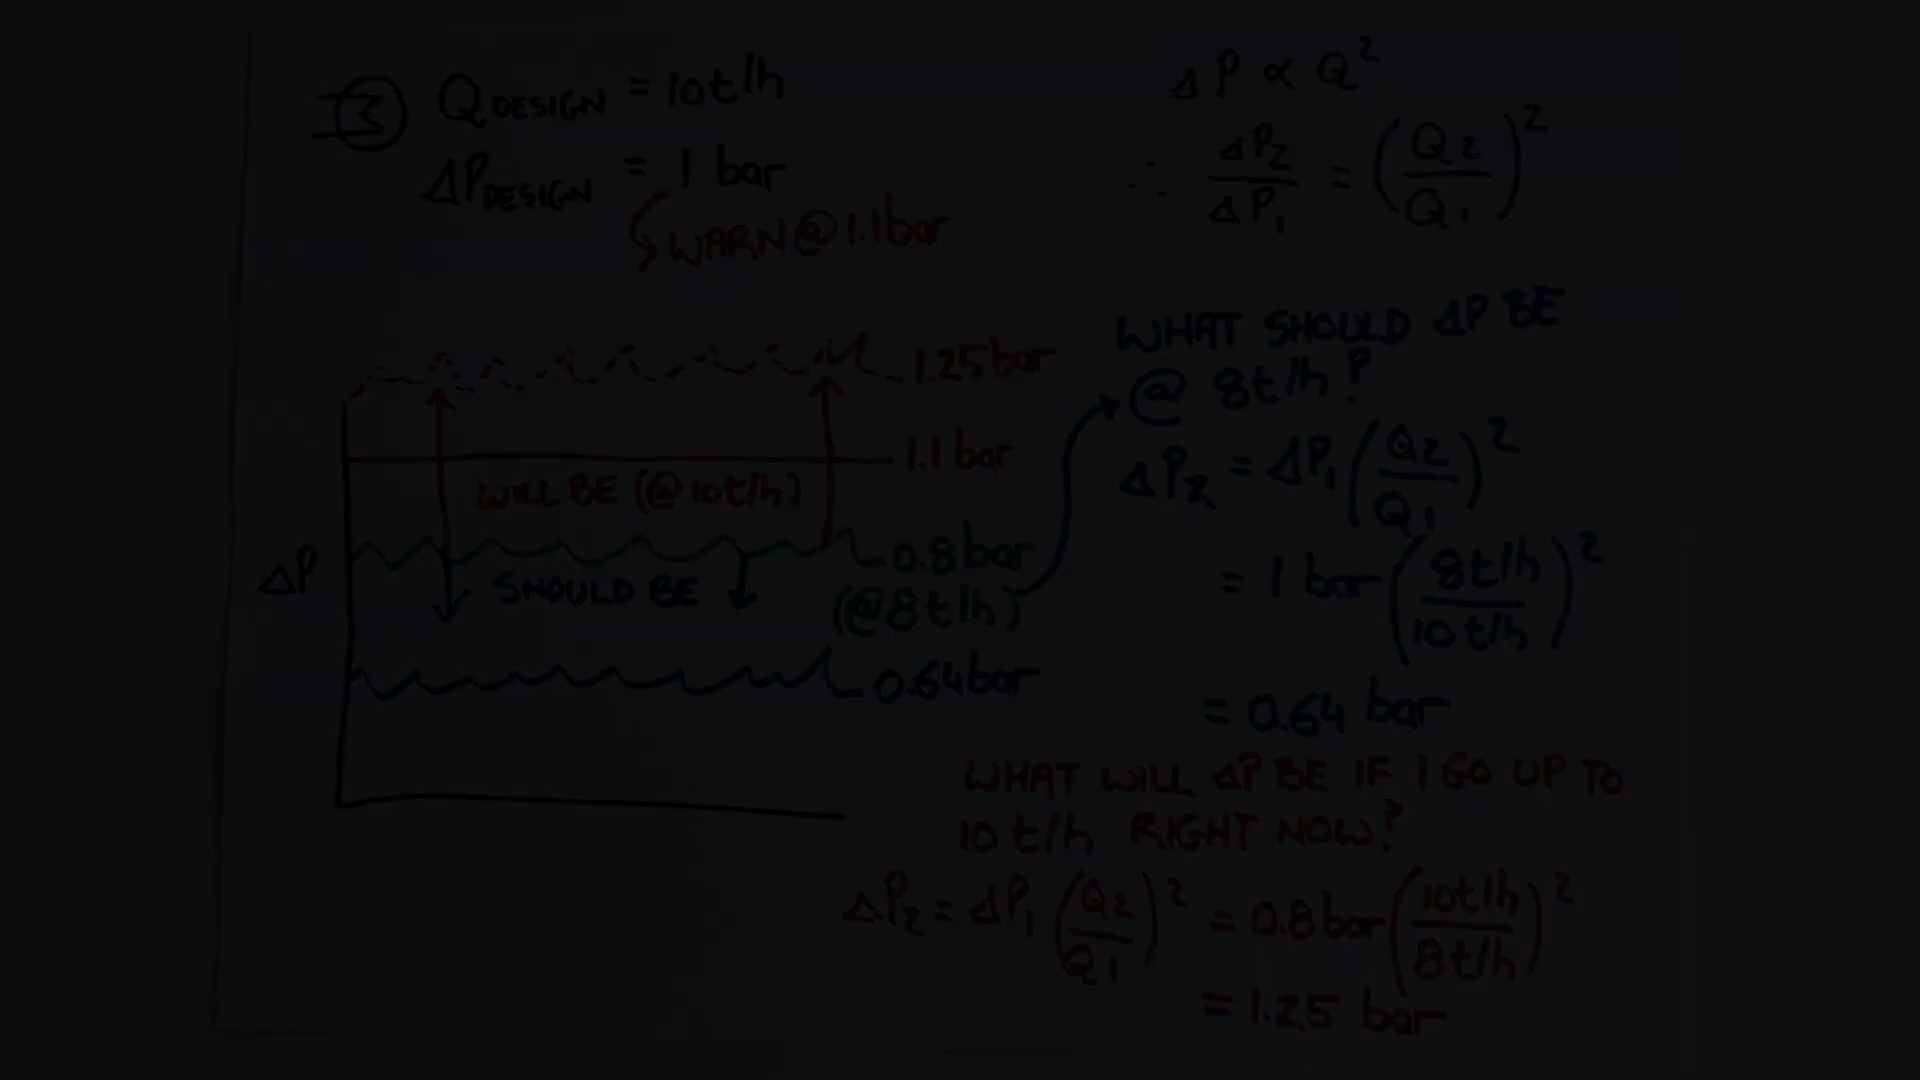 3 Q DESIGN = 10t/h
ΔP DESIGN = 1 bar
WARN @ 1.1 bar
1.25 bar
1.1 bar
WILL BE (@ 10t/h)
ΔP
0.8 bar
(@ 8t/h)
SHOULD BE
0.64 bar
ΔP ∝ Q²
∴ ΔP2/ΔP1 = (Q2/Q1)²
WHAT SHOULD ΔP BE
@ 8t/h?
ΔP2 = ΔP1 (Q2/Q1)²
= 1 bar (8t/h / 10t/h)²
= 0.64 bar
WHAT WILL ΔP BE IF I GO UP TO
10 t/h RIGHT NOW?
ΔP2 = ΔP1 (Q2/Q1)² = 0.8 bar (10t/h / 8t/h)²
= 1.25 bar